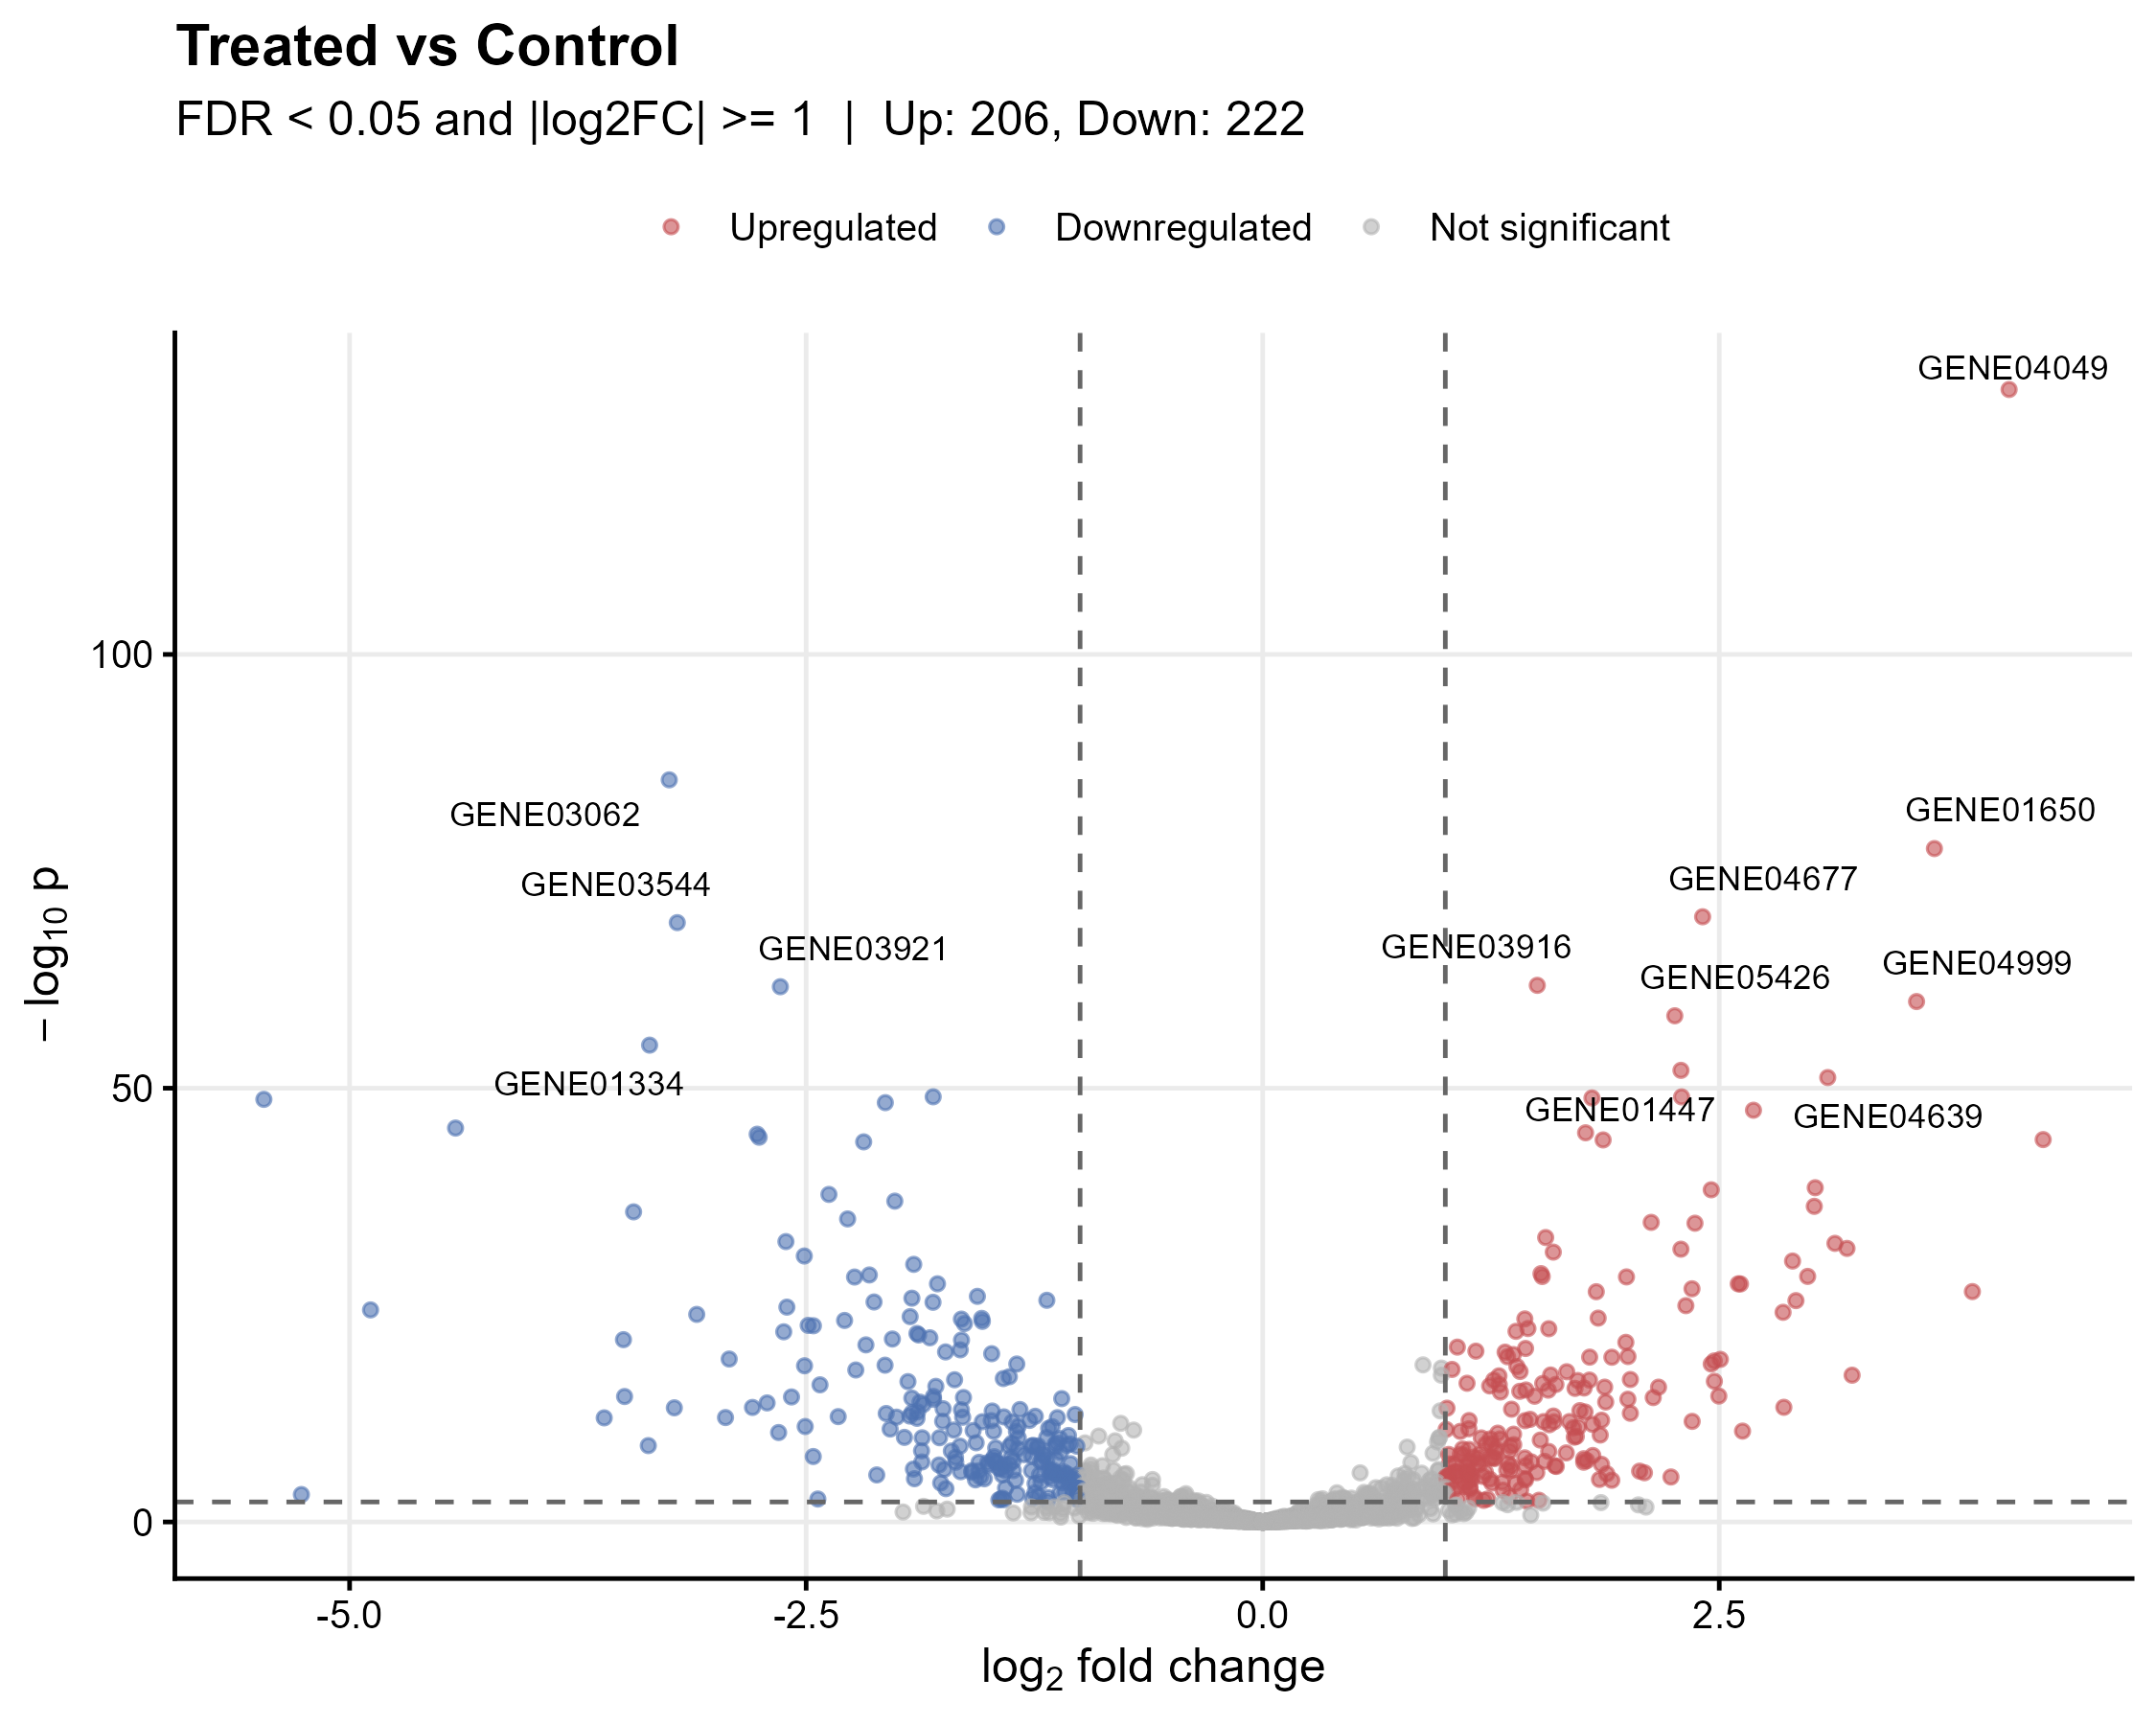 Treated vs Control
FDR < 0.05 and |log2FC| >= 1 | Up: 206, Down: 222
Upregulated Downregulated Not significant
GENE04049
100
GENE03062
GENE01650
GENE03544
GENE04677
GENE03921
GENE03916
GENE04999
GENE05426
50
GENE01334
GENE01447
GENE04639
0
-5.0 -2.5 0.0 2.5
log₂ fold change
− log₁₀ p